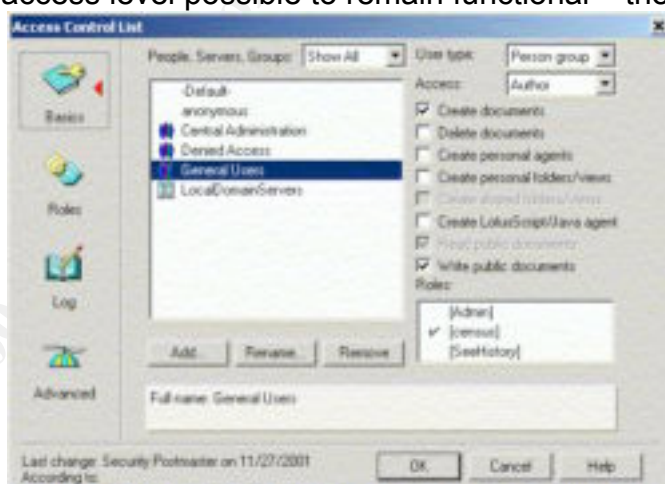 access level possible to remain functional – the
Access Control List
People, Servers, Groups: Show All
User type: Person group
Access: Author
Basics
Roles
Log
Advanced
-Default-
anonymous
Central Administration
Denied Access
General Users
LocalDomainServers
Create documents
Delete documents
Create personal agents
Create personal folders/views
Create shared folders/views
Create LotusScript/Java agent
Read public documents
Write public documents
Roles:
[Admin]
[census]
[SeeHistory]
Add... Rename... Remove
Full name: General Users
Last change: Security Postmaster on 11/27/2001
According to:
OK Cancel Help